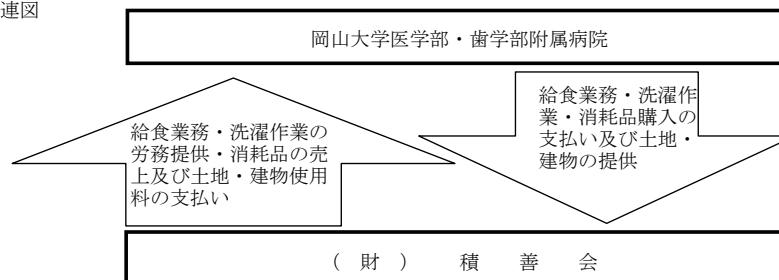 連図
岡山大学医学部・歯学部附属病院
給食業務・洗濯作業の
労務提供・消耗品の売
上及び土地・建物使用
料の支払い
給食業務・洗濯作
業・消耗品購入の
支払い及び土地・
建物の提供
（　財　）　　積　　善　　会